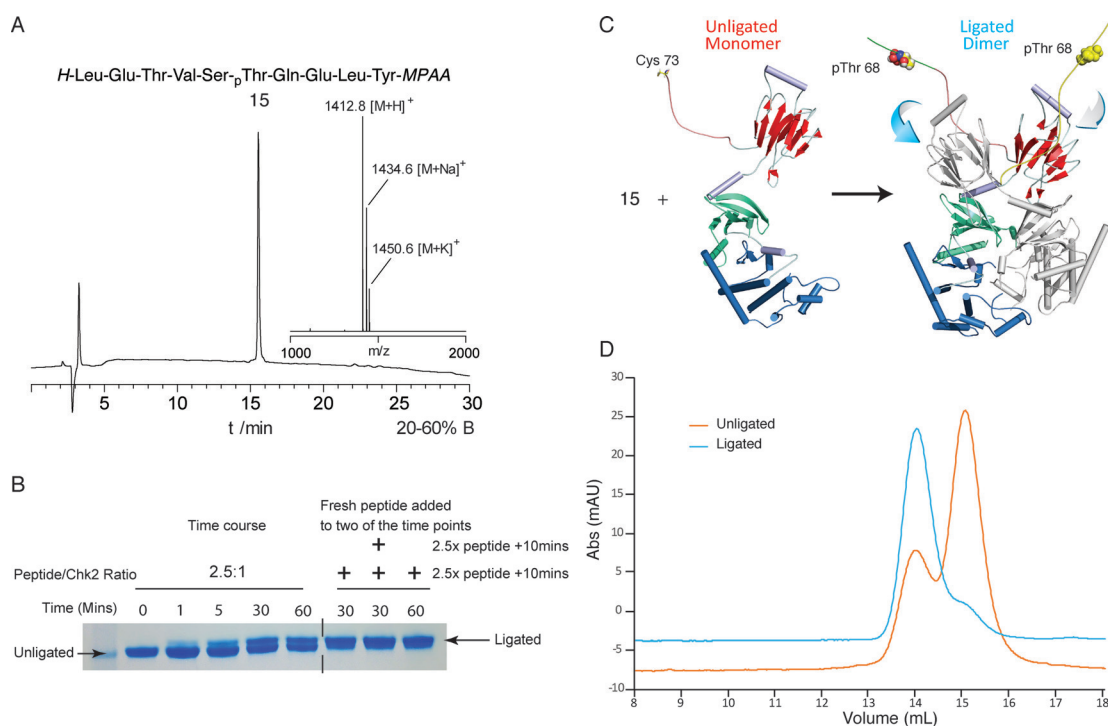 A
H-Leu-Glu-Thr-Val-Ser-pThr-Gln-Glu-Leu-Tyr-MPAA
15
1412.8 [M+H]+
1434.6 [M+Na]+
1450.6 [M+K]+
1000 m/z 2000
5 10 15 20 25 30
t /min 20-60% B
B
Time course
Fresh peptide added
to two of the time points
+ 2.5x peptide +10mins
Peptide/Chk2 Ratio 2.5:1 + + + 2.5x peptide +10mins
Time (Mins) 0 1 5 30 60 30 30 60
Unligated Ligated
C
Unligated
Monomer
Ligated
Dimer
Cys 73
pThr 68
pThr 68
15 +
D
Unligated
Ligated
Abs (mAU)
30
25
20
15
10
5
0
-5
-10
8 9 10 11 12 13 14 15 16 17 18
Volume (mL)